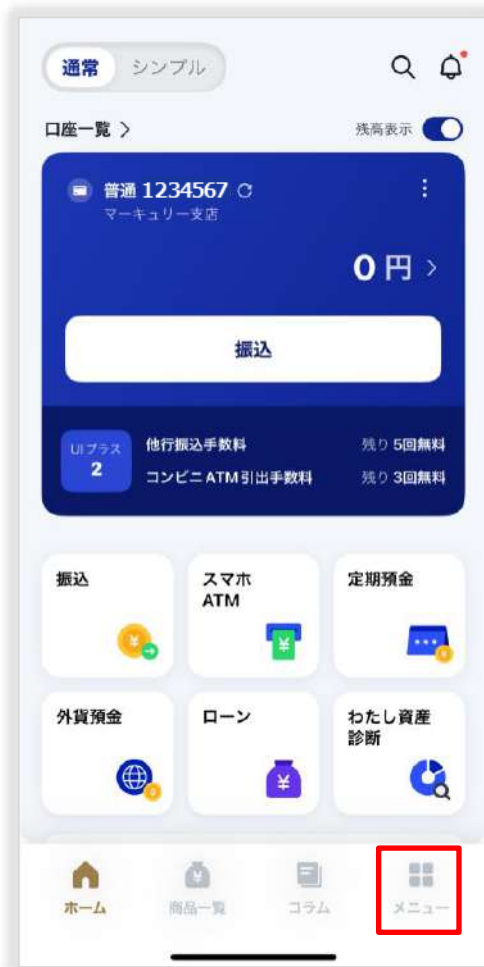 通常 シンプル
口座一覧 >
残高表示
普通 1234567
マーキュリー支店
0 円 >
振込
UIプラス
2
他行振込手数料 残り 5回無料
コンビニATM引出手数料 残り 3回無料
振込
スマホ
ATM
定期預金
外貨預金
ローン
わたし資産
診断
ホーム
商品一覧
コラム
メニュー